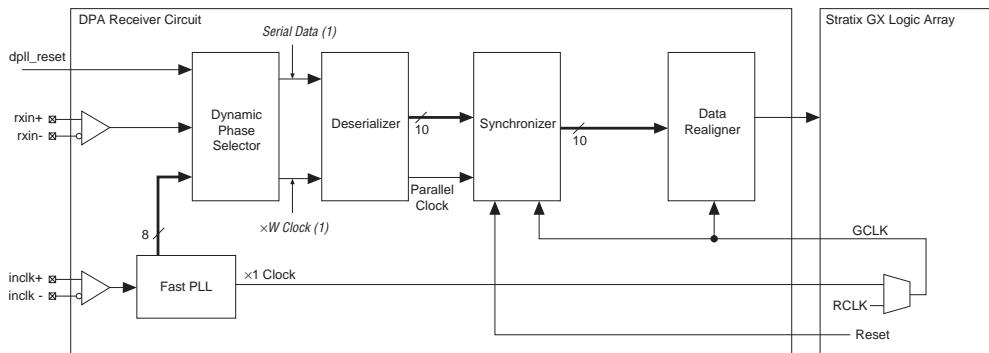 DPA Receiver Circuit
Stratix GX Logic Array
Serial Data (1)
dpll_reset
rxin+
rxin-
Dynamic
Phase
Selector
Deserializer
10
Synchronizer
10
Data
Realigner
Parallel
Clock
×W Clock (1)
8
GCLK
inclk+
inclk -
Fast PLL
×1 Clock
RCLK
Reset